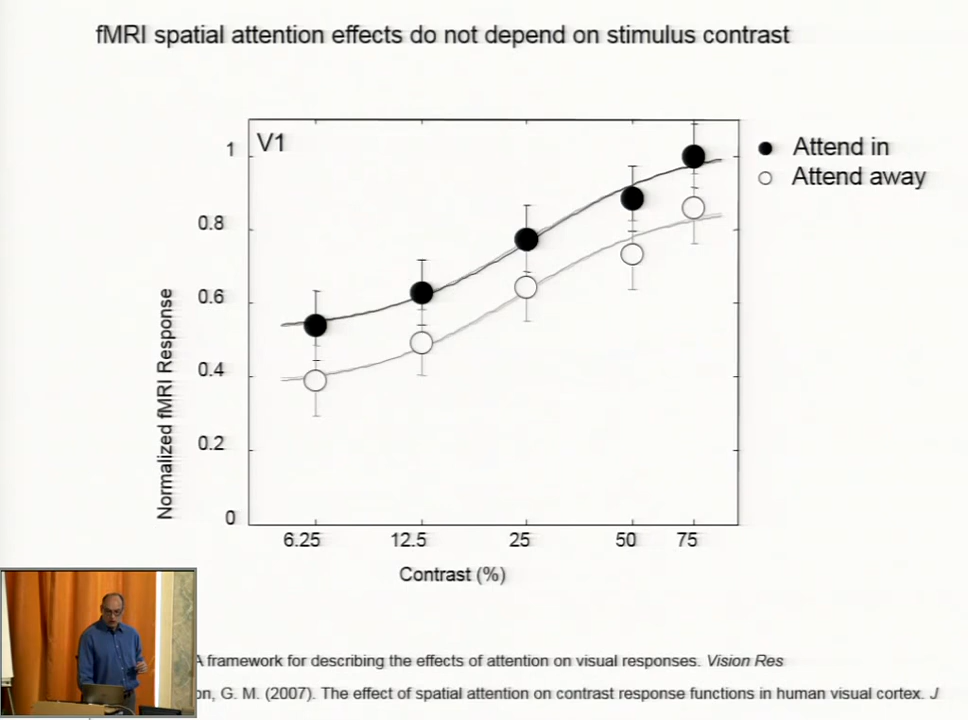 fMRI spatial attention effects do not depend on stimulus contrast
V1
Attend in
Attend away
1
0.8
0.6
0.4
0.2
0
Normalized fMRI Response
6.25 12.5 25 50 75
Contrast (%)
A framework for describing the effects of attention on visual responses. Vision Res
on, G. M. (2007). The effect of spatial attention on contrast response functions in human visual cortex. J